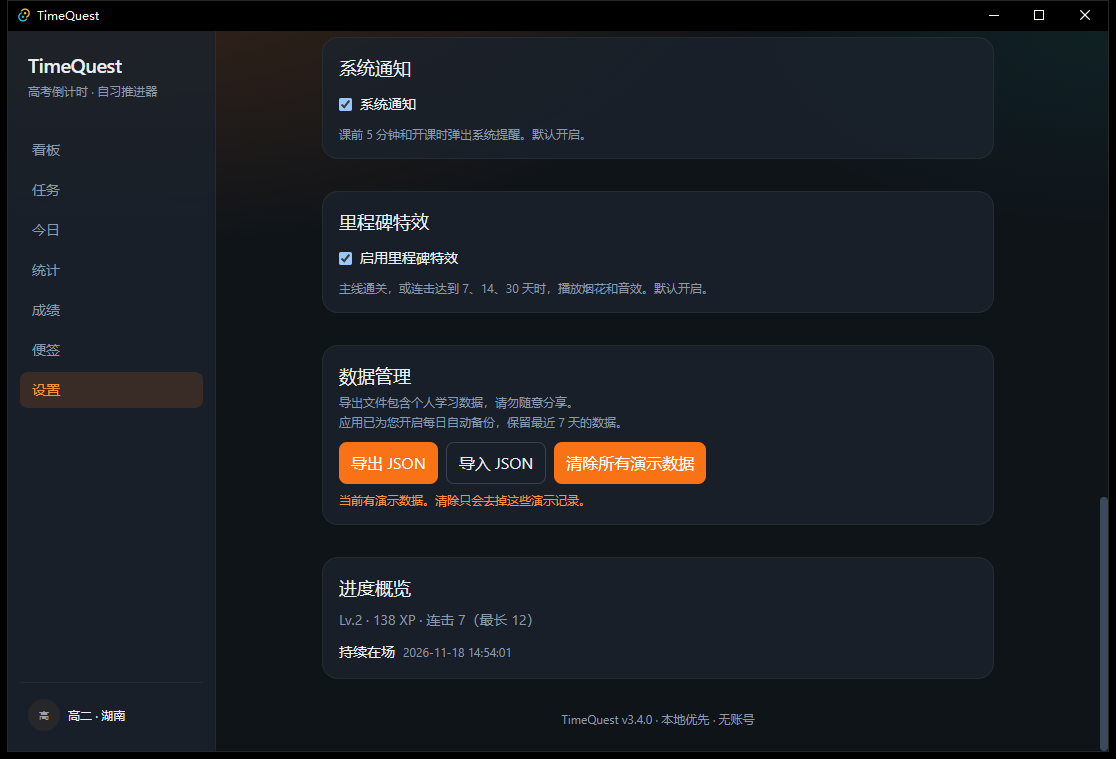 TimeQuest
TimeQuest
高考倒计时 · 自习推进器
看板
任务
今日
统计
成绩
便签
设置
高
高二 · 湖南
系统通知
系统通知
课前 5 分钟和开课时弹出系统提醒。默认开启。
里程碑特效
启用里程碑特效
主线通关，或连击达到 7、14、30 天时，播放烟花和音效。默认开启。
数据管理
导出文件包含个人学习数据，请勿随意分享。
应用已为您开启每日自动备份，保留最近 7 天的数据。
导出 JSON
导入 JSON
清除所有演示数据
当前有演示数据。清除只会去掉这些演示记录。
进度概览
Lv.2 · 138 XP · 连击 7（最长 12）
持续在场 2026-11-18 14:54:01
TimeQuest v3.4.0 · 本地优先 · 无账号